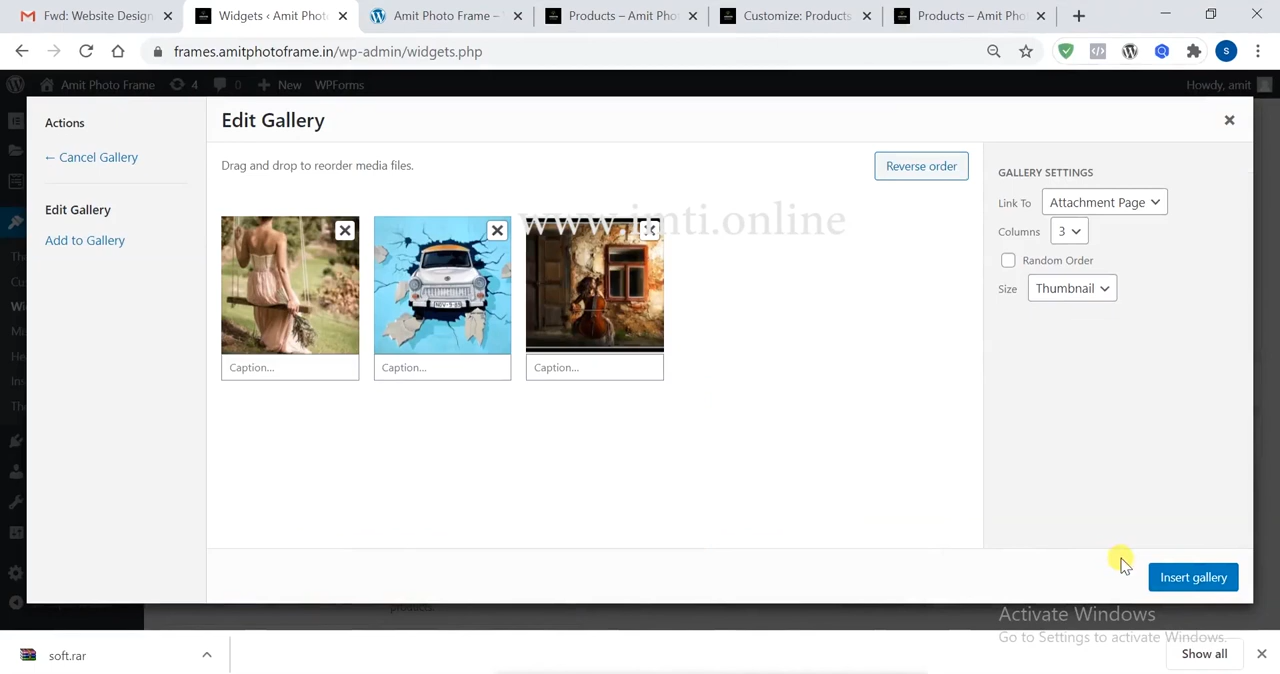 Fwd: Website Design
Widgets ‹ Amit Phot
Amit Photo Frame –
Products – Amit Pho
Customize: Products
Products – Amit Pho
frames.amitphotoframe.in/wp-admin/widgets.php
S
Amit Photo Frame
4
0
New
WPForms
Howdy, amit
Actions
← Cancel Gallery
Edit Gallery
Add to Gallery
Edit Gallery
Drag and drop to reorder media files.
Reverse order
www.imti.online
Caption...
Caption...
Caption...
GALLERY SETTINGS
Link To
Attachment Page
Columns
3
Random Order
Size
Thumbnail
Insert gallery
products.
Activate Windows
Go to Settings to activate Windows.
soft.rar
Show all